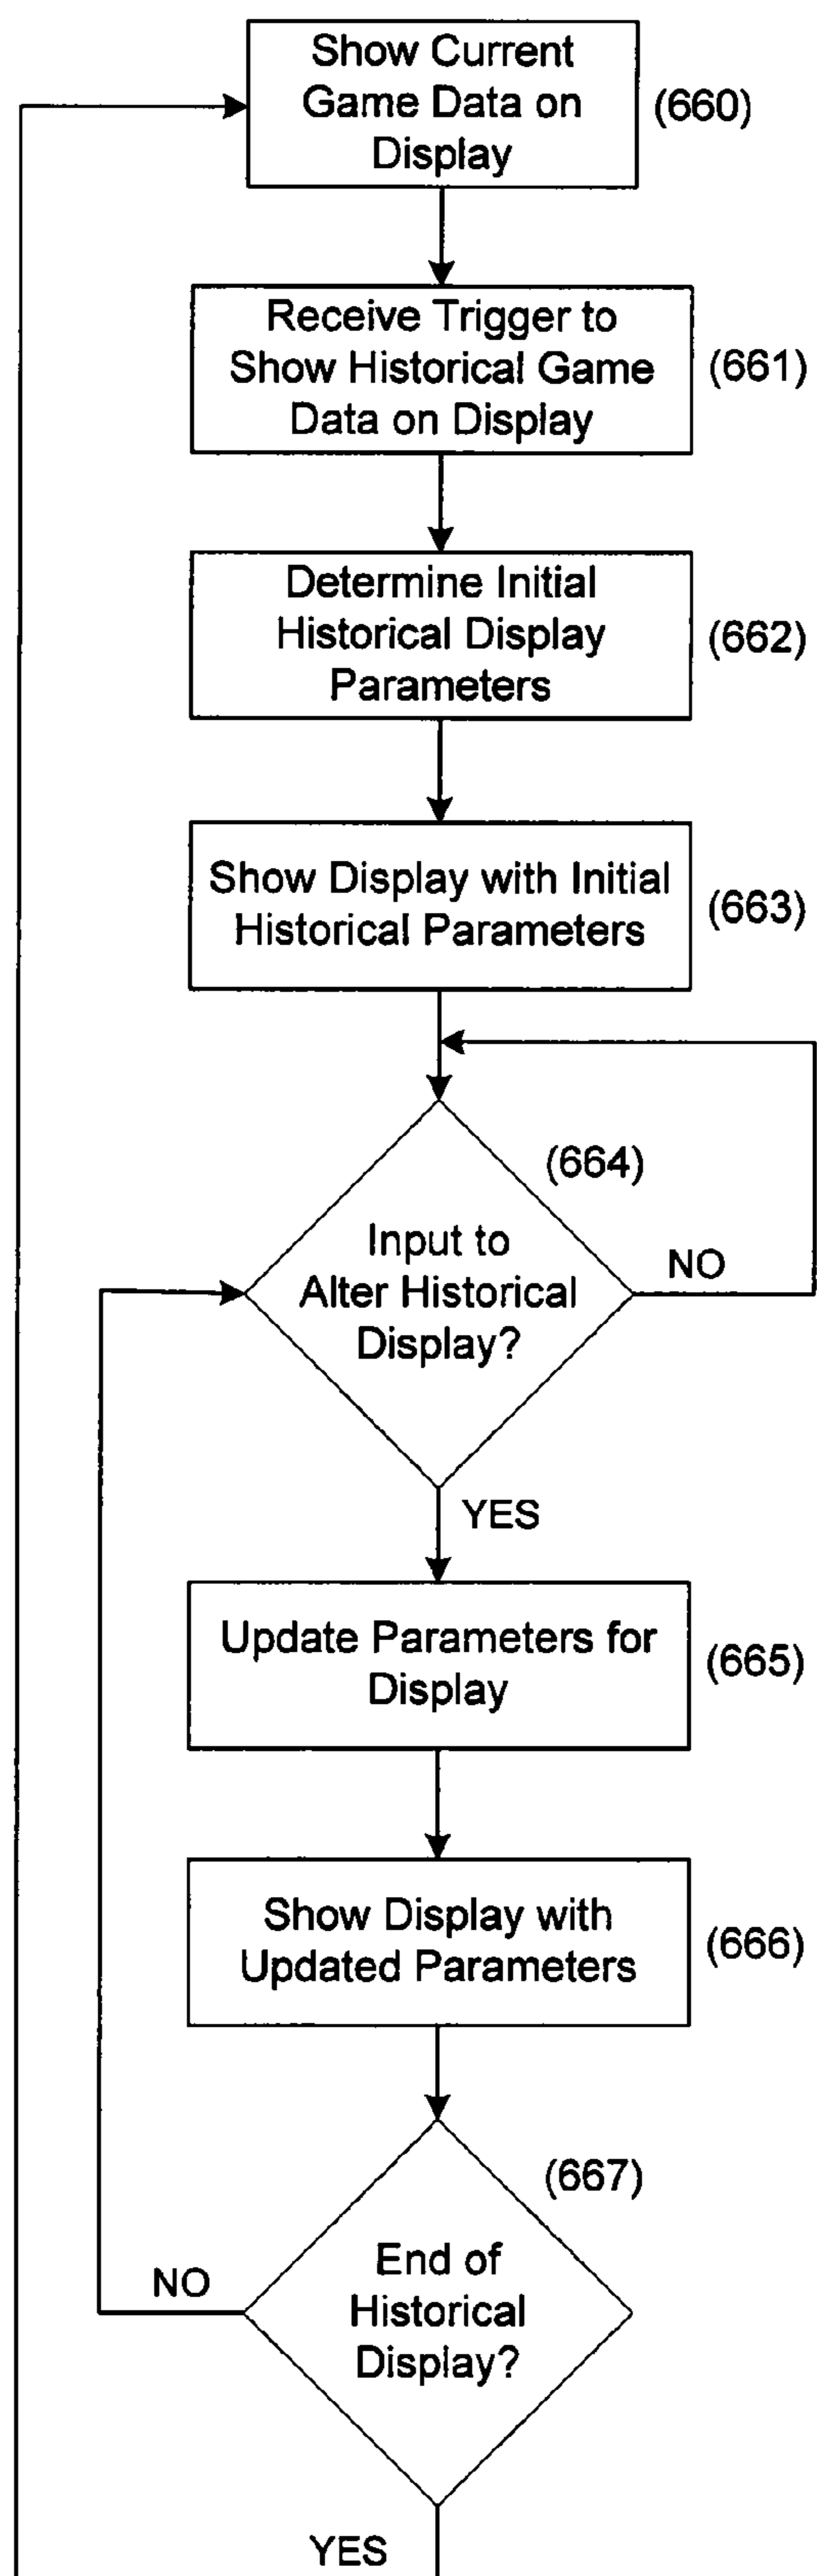 Show Current
Game Data on
Display
(660)
Receive Trigger to
Show Historical Game
Data on Display
(661)
Determine Initial
Historical Display
Parameters
(662)
Show Display with Initial
Historical Parameters
(663)
(664)
Input to
Alter Historical
Display?
NO
YES
Update Parameters for
Display
(665)
Show Display with
Updated Parameters
(666)
(667)
End of
Historical
Display?
NO
YES